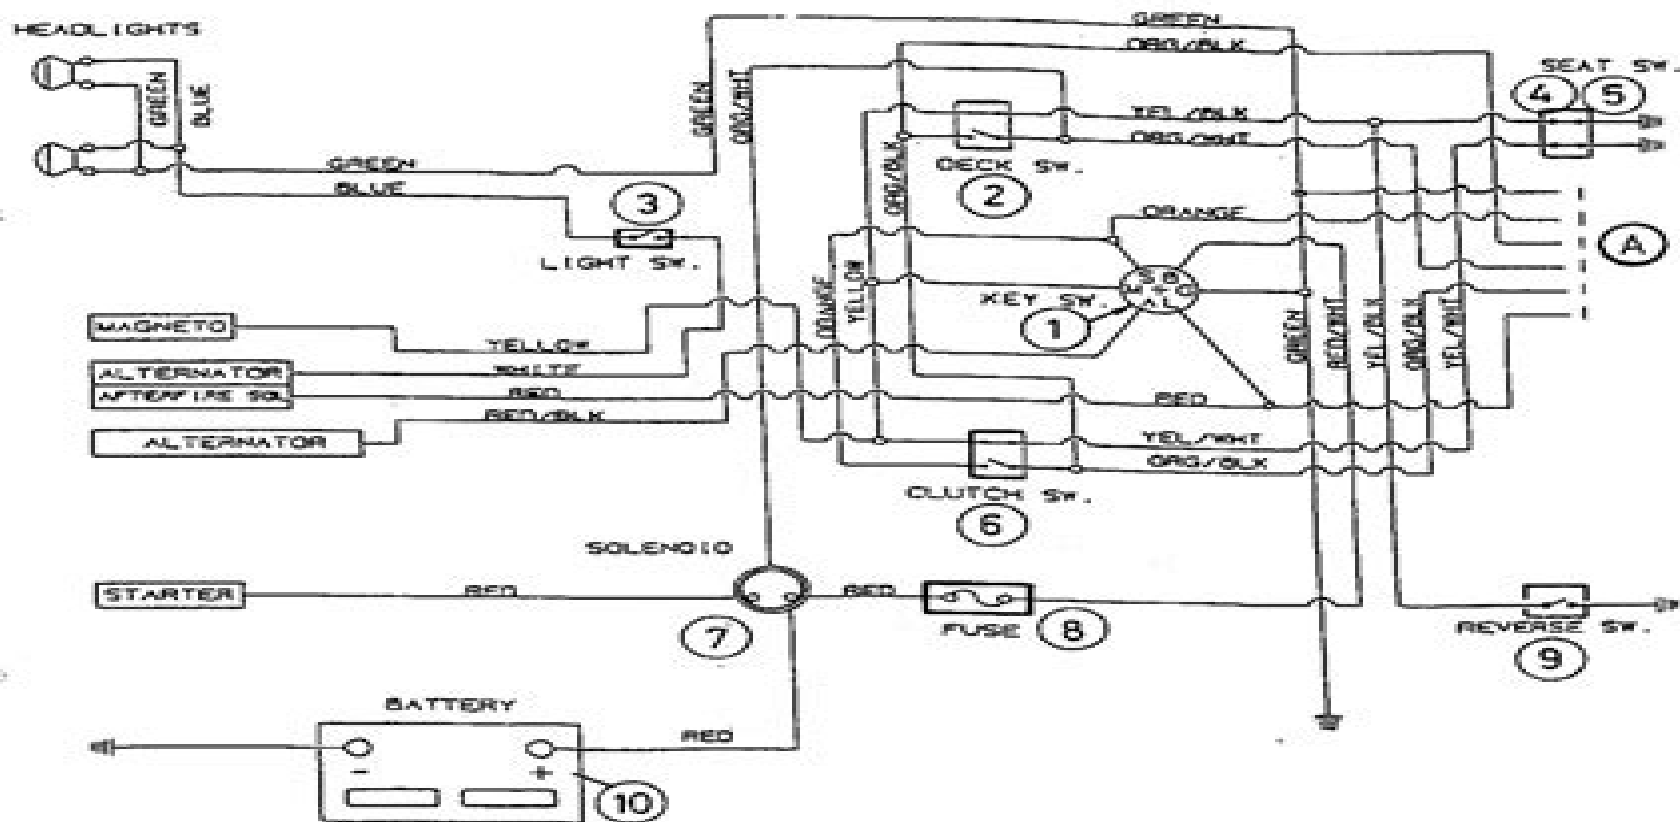 HEADLIGHTS
GREEN
BLUE
GREEN
BLUE
GREEN
ORG/WHT
GREEN
ORG/BLK
YEL/BLK
ORG/WHT
SEAT SW.
4
5
DECK SW.
2
ORG/BLK
3
LIGHT SW.
ORANGE
ORANGE
YELLOW
KEY SW.
1
A
MAGNETO
YELLOW
ALTERNATOR
WHITE
AFTERFIRE SOL
RED
RED/BLK
ALTERNATOR
GREEN
RED/WHT
YEL/BLK
ORG/BLK
YEL/WHT
RED
YEL/WHT
ORG/BLK
CLUTCH SW.
6
SOLENOID
STARTER
RED
RED
7
FUSE
8
REVERSE SW.
9
BATTERY
RED
-
+
10